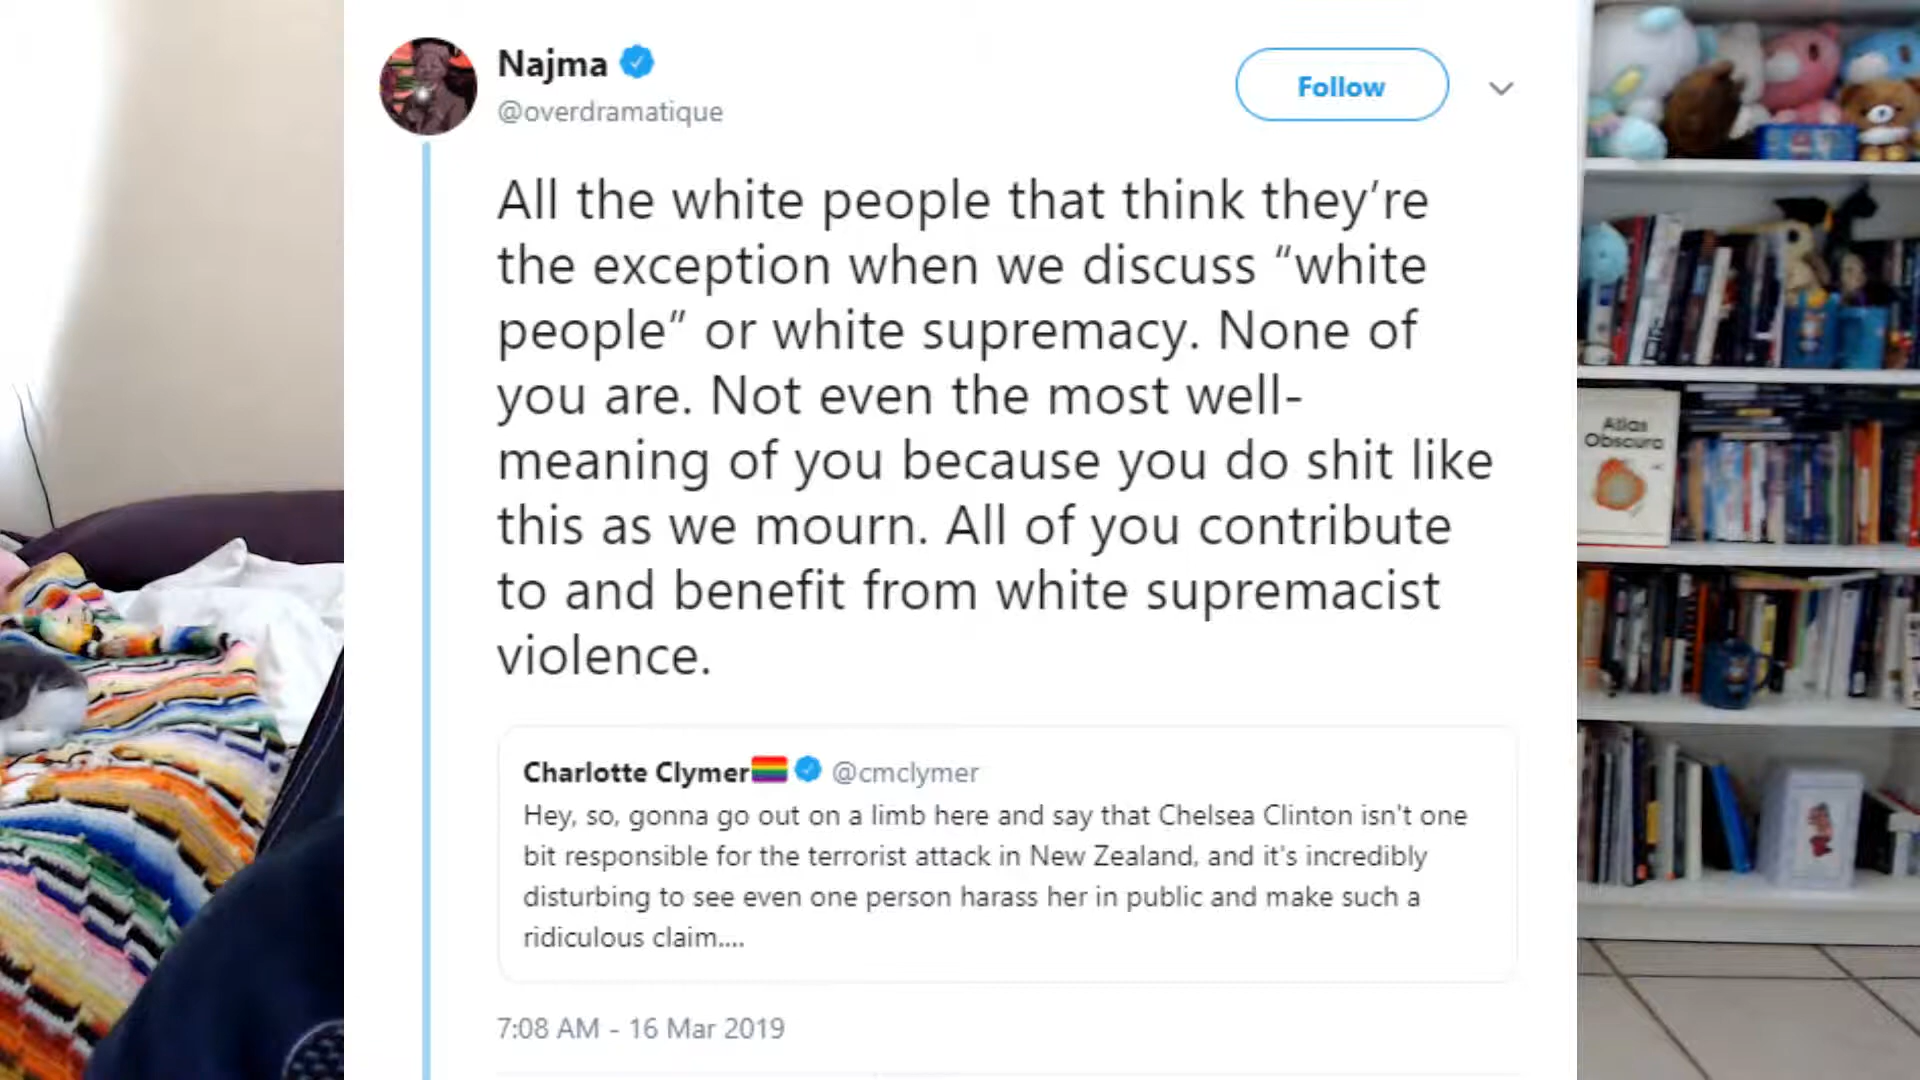 Najma
@overdramatique
Follow
All the white people that think they’re
the exception when we discuss “white
people” or white supremacy. None of
you are. Not even the most well-
meaning of you because you do shit like
this as we mourn. All of you contribute
to and benefit from white supremacist
violence.
Charlotte Clymer @cmclymer
Hey, so, gonna go out on a limb here and say that Chelsea Clinton isn't one
bit responsible for the terrorist attack in New Zealand, and it's incredibly
disturbing to see even one person harass her in public and make such a
ridiculous claim....
7:08 AM - 16 Mar 2019
Atlas
Obscura